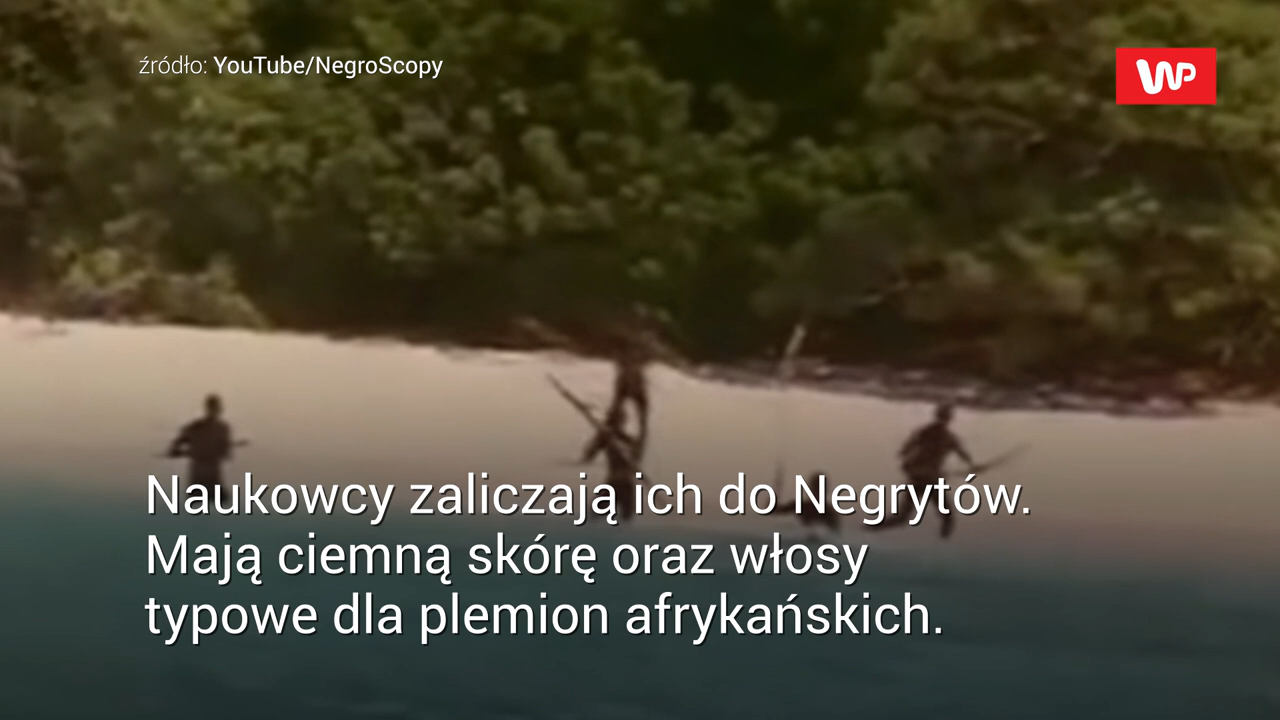 źródło: YouTube/NegroScopy
WP
Naukowcy zaliczają ich do Negrytów.
Mają ciemną skórę oraz włosy
typowe dla plemion afrykańskich.